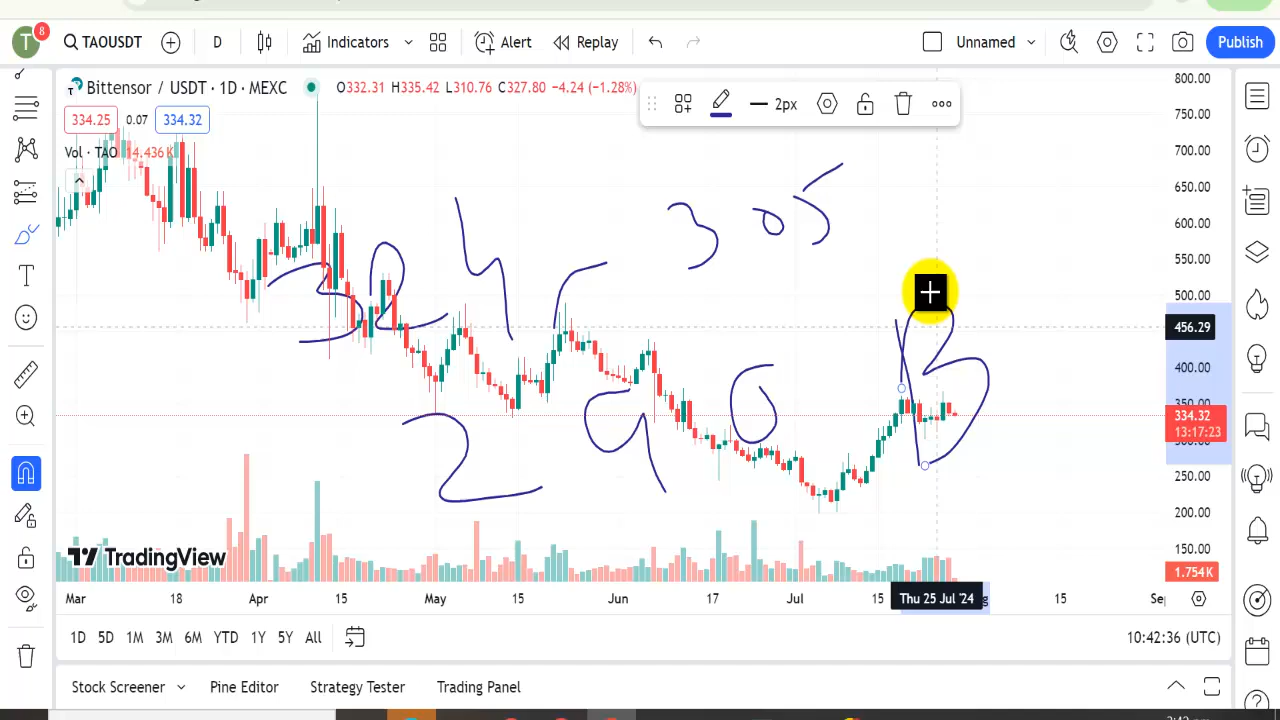 T 8 TAOUSDT D Indicators Alert Replay Unnamed Publish
Bittensor / USDT · 1D · MEXC O332.31 H335.42 L310.76 C327.80 −4.24 (−1.28%)
2px
334.25 0.07 334.32
Vol · TAO 14.436K
800.00
750.00
700.00
650.00
600.00
550.00
500.00
456.29
400.00
350.00
334.32
13:17:23
250.00
200.00
150.00
1.754K
305
290
B
TradingView
Mar 18 Apr 15 May 15 Jun 17 Jul 15 Thu 25 Jul '24 15
1D 5D 1M 3M 6M YTD 1Y 5Y All 10:42:36 (UTC)
Stock Screener Pine Editor Strategy Tester Trading Panel